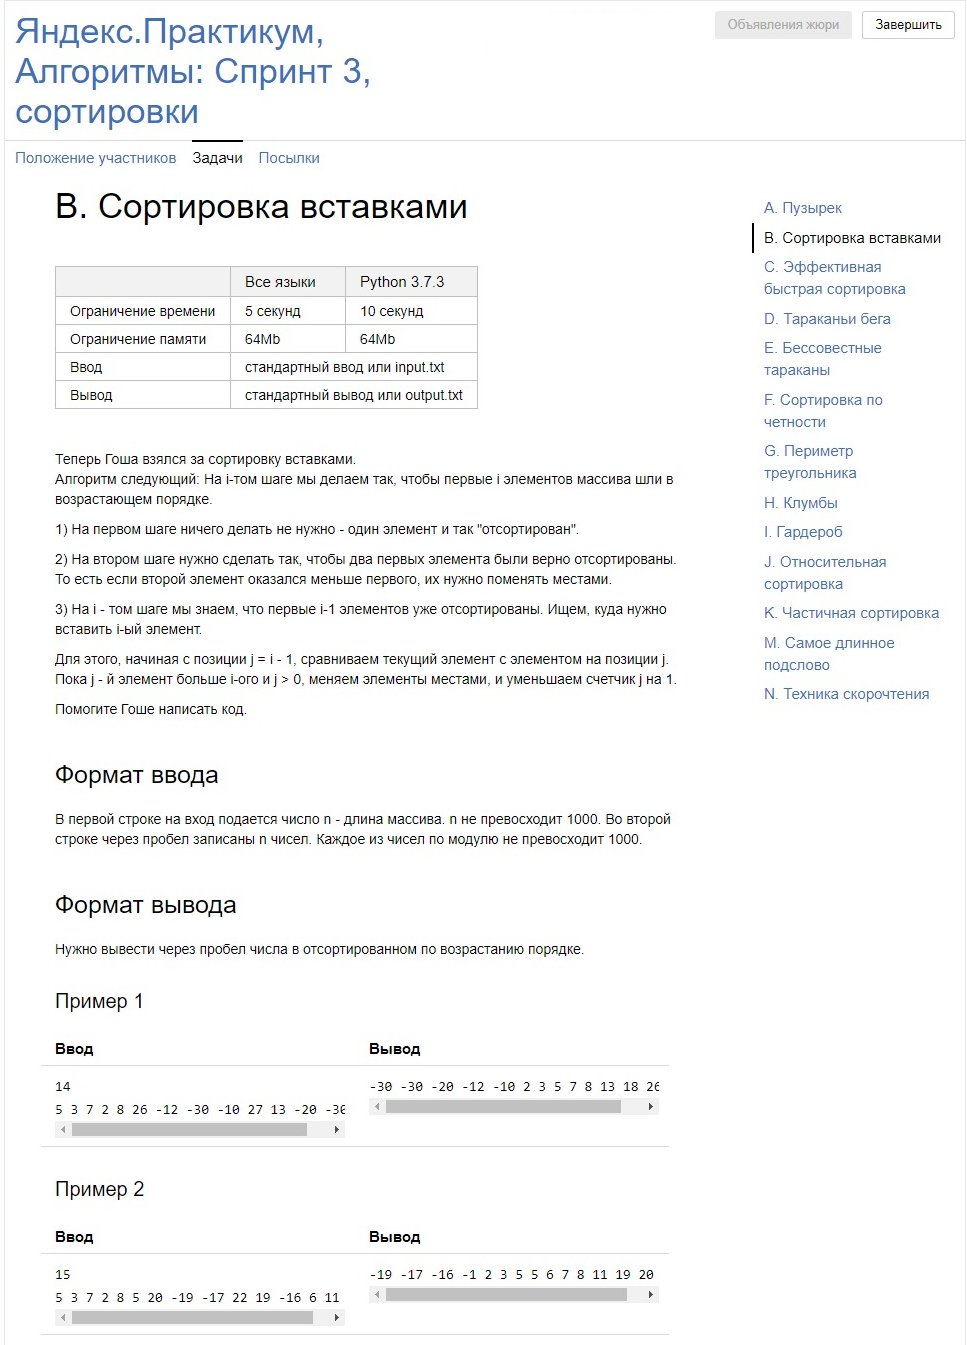 Яндекс.Практикум,
Алгоритмы: Спринт 3,
сортировки
Объявления жюри
Завершить
Положение участников Задачи Посылки
B. Сортировка вставками
Все языки Python 3.7.3
Ограничение времени 5 секунд 10 секунд
Ограничение памяти 64Mb 64Mb
Ввод стандартный ввод или input.txt
Вывод стандартный вывод или output.txt
Теперь Гоша взялся за сортировку вставками.
Алгоритм следующий: На i-том шаге мы делаем так, чтобы первые i элементов массива шли в
возрастающем порядке.
1) На первом шаге ничего делать не нужно - один элемент и так "отсортирован".
2) На втором шаге нужно сделать так, чтобы два первых элемента были верно отсортированы.
То есть если второй элемент оказался меньше первого, их нужно поменять местами.
3) На i - том шаге мы знаем, что первые i-1 элементов уже отсортированы. Ищем, куда нужно
вставить i-ый элемент.
Для этого, начиная с позиции j = i - 1, сравниваем текущий элемент с элементом на позиции j.
Пока j - й элемент больше i-ого и j > 0, меняем элементы местами, и уменьшаем счетчик j на 1.
Помогите Гоше написать код.
Формат ввода
В первой строке на вход подается число n - длина массива. n не превосходит 1000. Во второй
строке через пробел записаны n чисел. Каждое из чисел по модулю не превосходит 1000.
Формат вывода
Нужно вывести через пробел числа в отсортированном по возрастанию порядке.
Пример 1
Ввод Вывод
14
5 3 7 2 8 26 -12 -30 -10 27 13 -20 -30
-30 -30 -20 -12 -10 2 3 5 7 8 13 18 26
Пример 2
Ввод Вывод
15
5 3 7 2 8 5 20 -19 -17 22 19 -16 6 11
-19 -17 -16 -1 2 3 5 5 6 7 8 11 19 20
A. Пузырек
B. Сортировка вставками
C. Эффективная
быстрая сортировка
D. Тараканьи бега
E. Бессовестные
тараканы
F. Сортировка по
четности
G. Периметр
треугольника
H. Клумбы
I. Гардероб
J. Относительная
сортировка
K. Частичная сортировка
M. Самое длинное
подслово
N. Техника скорочтения